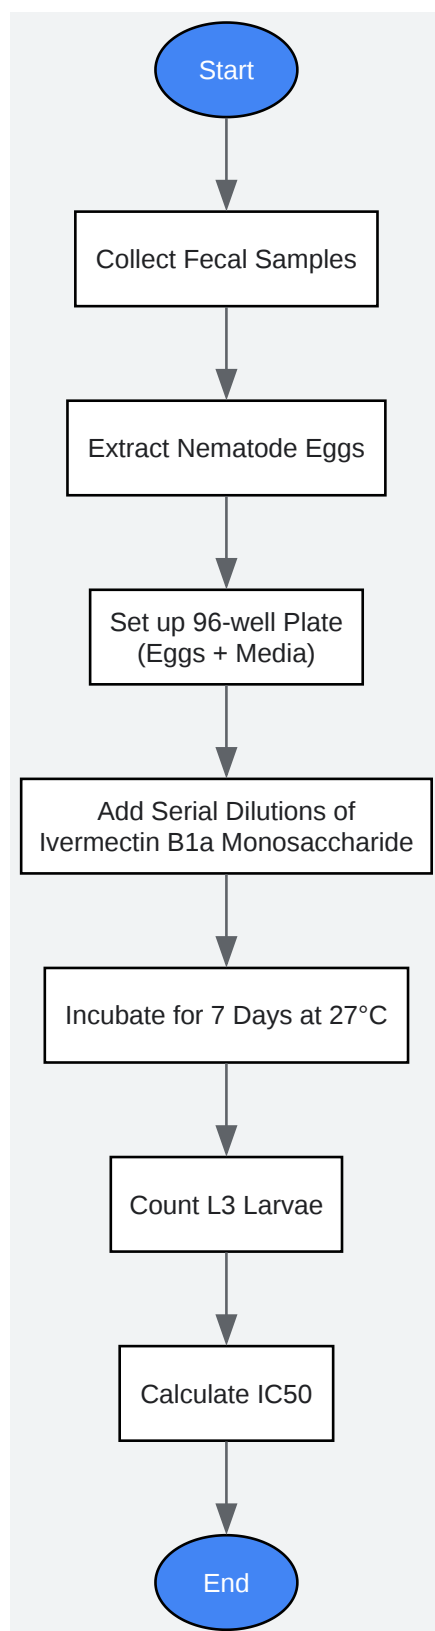 Start
Collect Fecal Samples
Extract Nematode Eggs
Set up 96-well Plate
(Eggs + Media)
Add Serial Dilutions of
Ivermectin B1a Monosaccharide
Incubate for 7 Days at 27°C
Count L3 Larvae
Calculate IC50
End